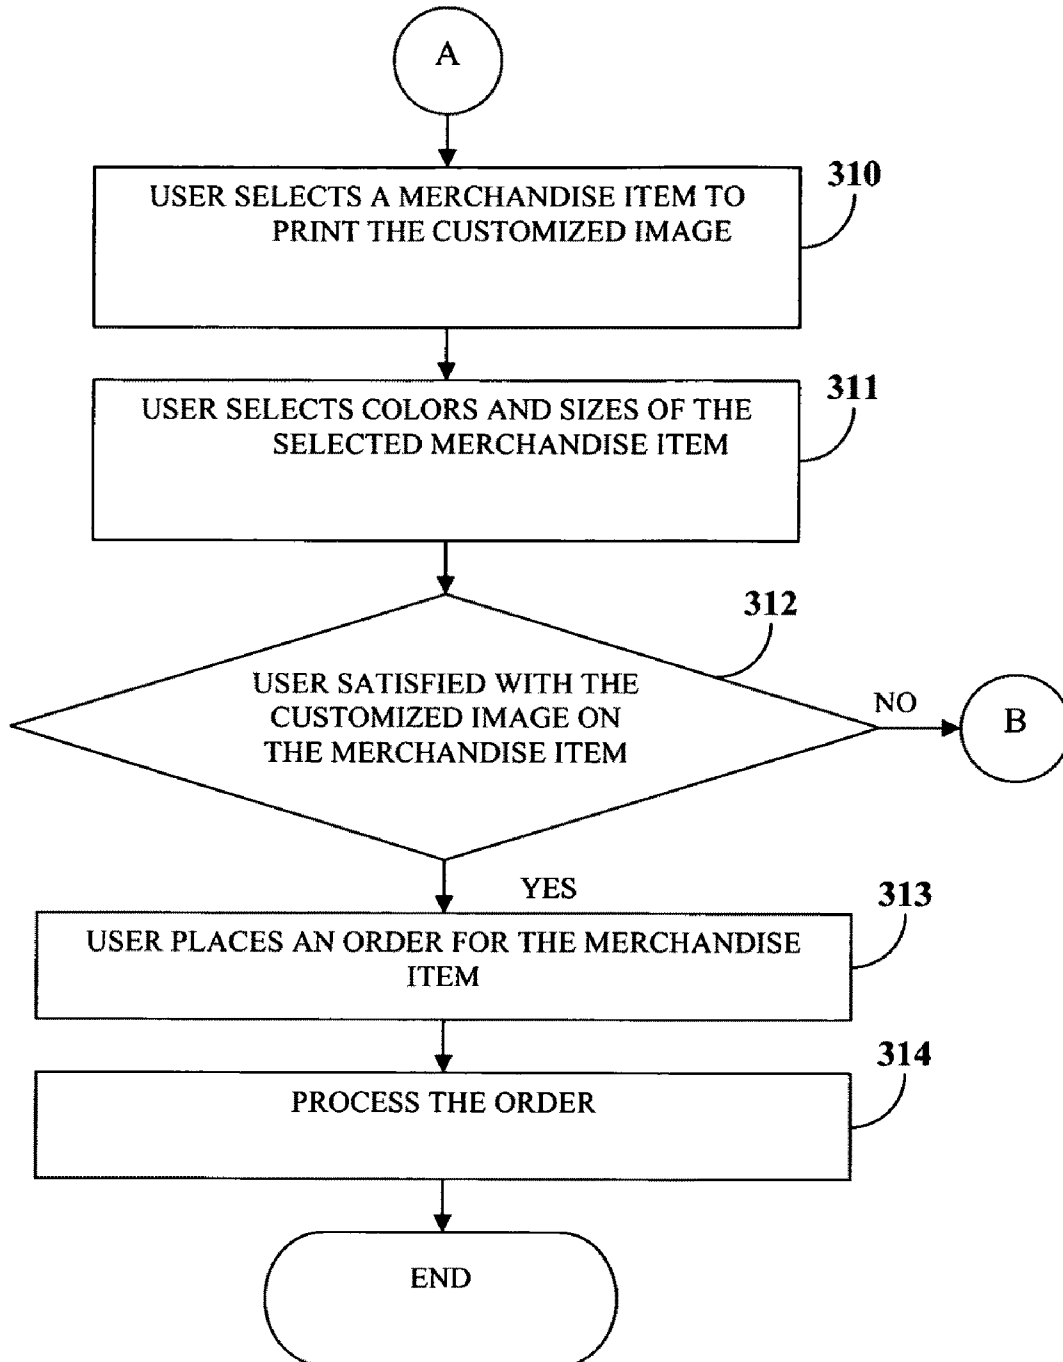 A
310
USER SELECTS A MERCHANDISE ITEM TO
PRINT THE CUSTOMIZED IMAGE
311
USER SELECTS COLORS AND SIZES OF THE
SELECTED MERCHANDISE ITEM
312
USER SATISFIED WITH THE
CUSTOMIZED IMAGE ON
THE MERCHANDISE ITEM
NO
B
YES
313
USER PLACES AN ORDER FOR THE MERCHANDISE
ITEM
314
PROCESS THE ORDER
END